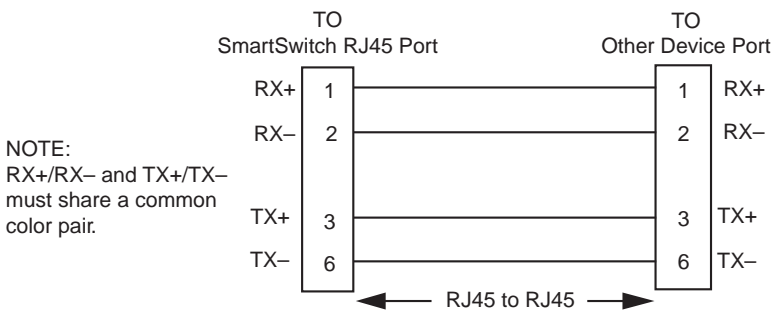 TO
SmartSwitch RJ45 Port
TO
Other Device Port
RX+ 1 1 RX+
RX– 2 2 RX–
NOTE:
RX+/RX– and TX+/TX–
must share a common
color pair.
TX+ 3 3 TX+
TX– 6 6 TX–
RJ45 to RJ45